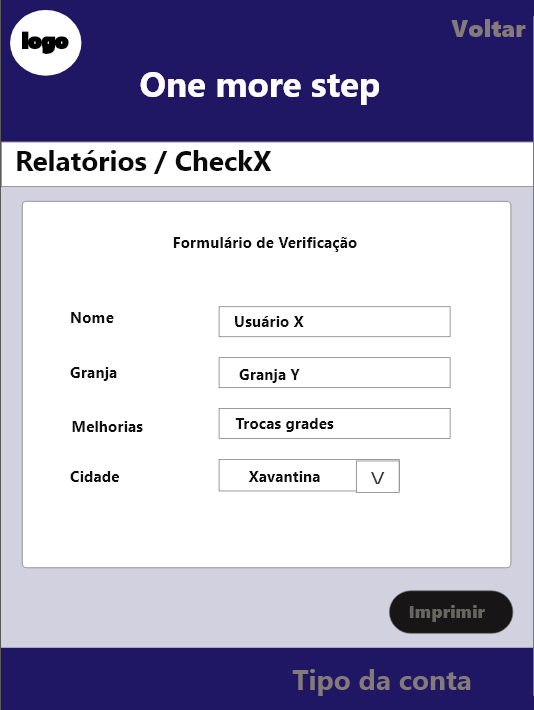 logo
Voltar
One more step
Relatórios / CheckX
Formulário de Verificação
Nome
Usuário X
Granja
Granja Y
Melhorias
Trocas grades
Cidade
Xavantina
V
Imprimir
Tipo da conta